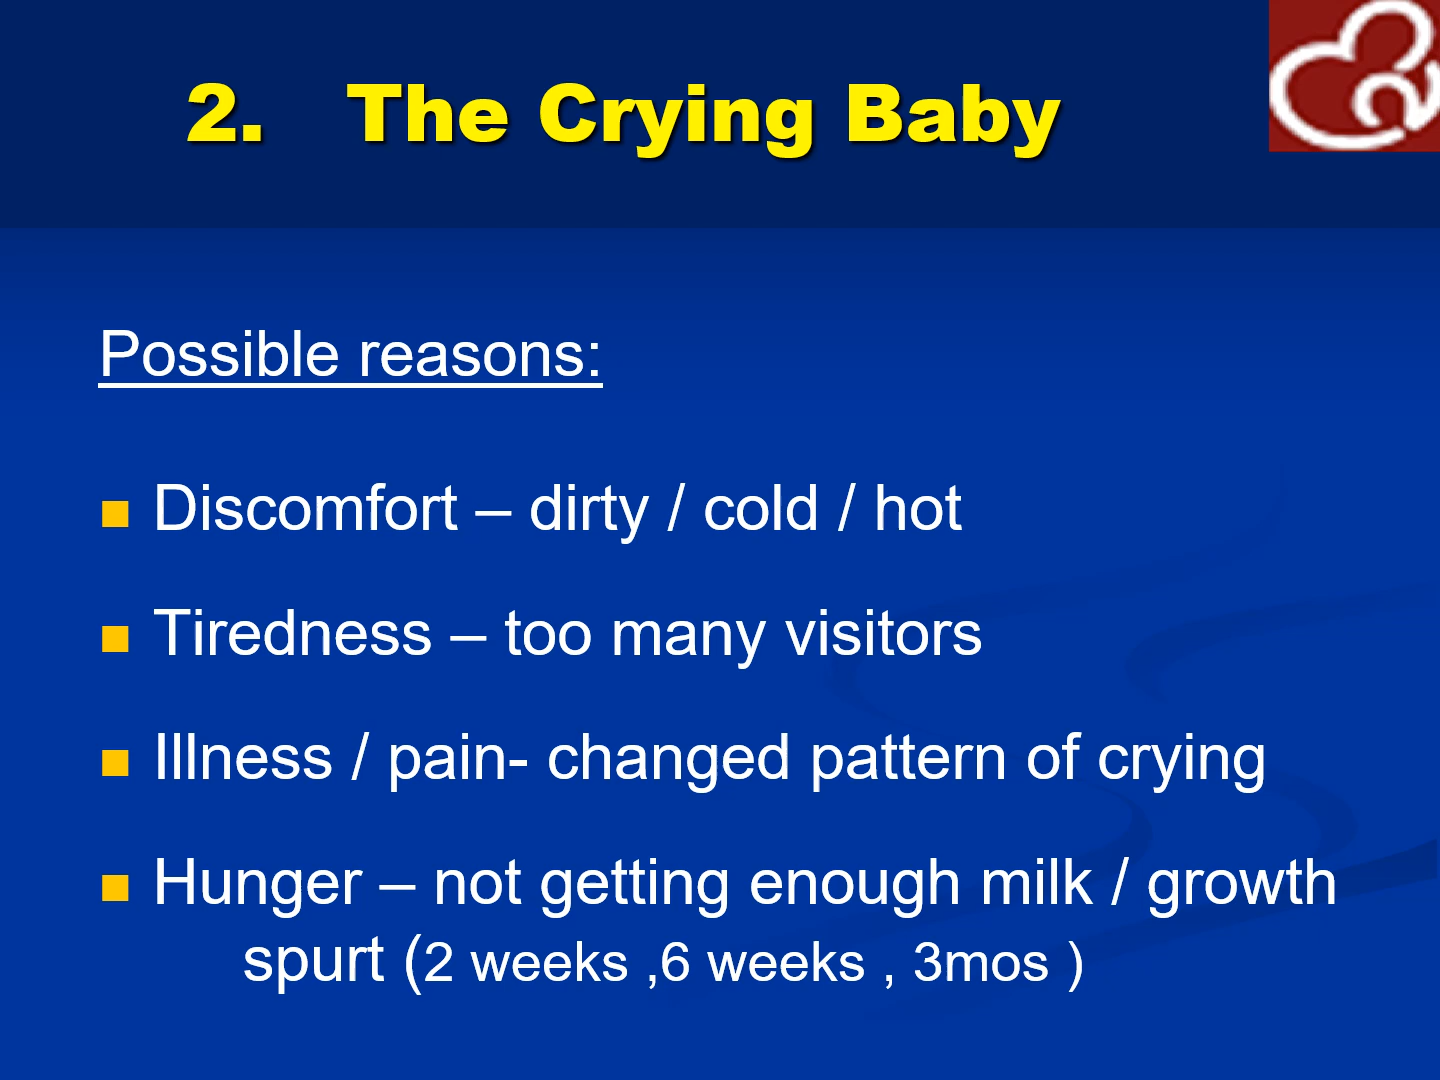 2. The Crying Baby
Possible reasons:
■ Discomfort – dirty / cold / hot
■ Tiredness – too many visitors
■ Illness / pain- changed pattern of crying
■ Hunger – not getting enough milk / growth
spurt (2 weeks ,6 weeks , 3mos )